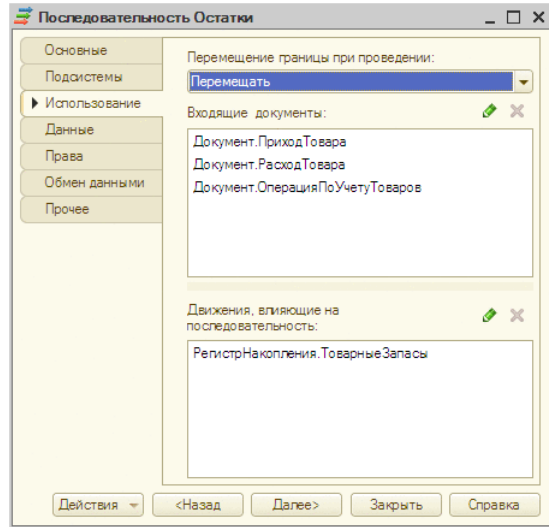 Последовательность Остатки
Основные
Подсистемы
Использование
Данные
Права
Обмен данными
Прочее
Перемещение границы при проведении:
Перемещать
Входящие документы:
Документ.ПриходТовара
Документ.РасходТовара
Документ.ОперацияПоУчетуТоваров
Движения, влияющие на
последовательность:
РегистрНакопления.ТоварныеЗапасы
Действия
<Назад
Далее>
Закрыть
Справка